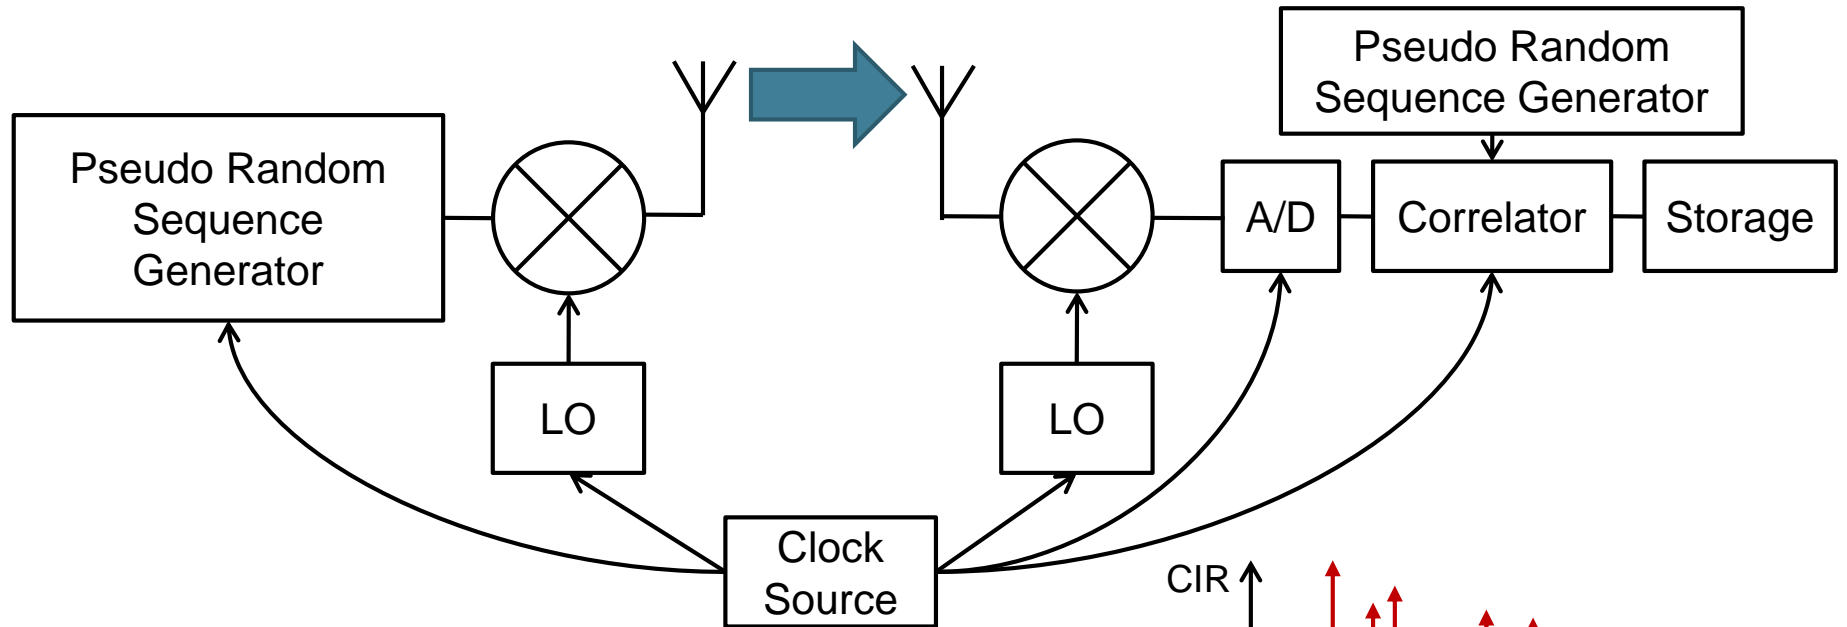 Pseudo Random
Sequence Generator
Pseudo Random
Sequence
Generator
A/D
Correlator
Storage
LO
LO
Clock
Source
CIR